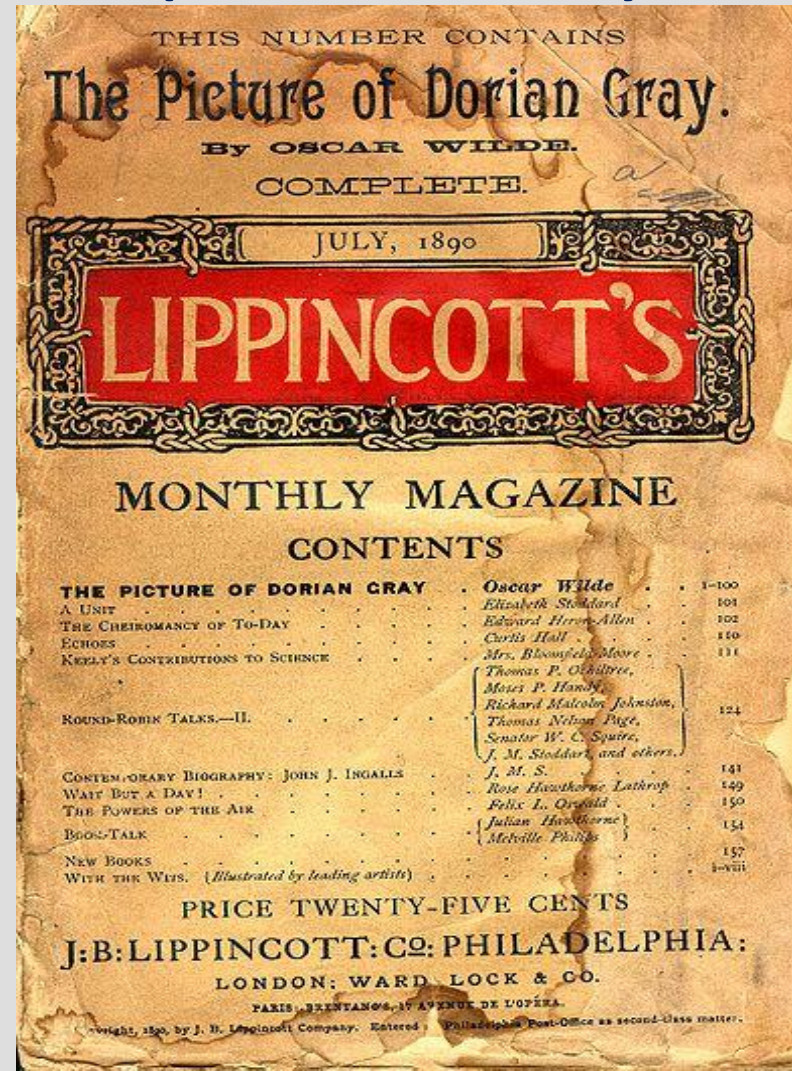 THIS NUMBER CONTAINS
The Picture of Dorian Gray.
By OSCAR WILDE.
COMPLETE.
JULY, 1890
LIPPINCOTT'S
MONTHLY MAGAZINE
CONTENTS
THE PICTURE OF DORIAN GRAY . Oscar Wilde . . 1-100
A UNIT . . . . . . . . . . Elizabeth Stoddard . . 101
THE CHEIROMANCY OF TO-DAY . . . . Edward Heron-Allen . . 102
ECHOES . . . . . . . . . . Curtis Hall . . . 110
KEELY'S CONTRIBUTIONS TO SCIENCE . . . . Mrs. Bloomfield-Moore . . 111
Thomas P. Ochiltree,
Moses P. Handy,
Richard Malcolm Johnston,
ROUND-ROBIN TALKS.—II. . . . . . . 124
Thomas Nelson Page,
Senator W. C. Squire,
J. M. Stoddart, and others.
CONTEMPORARY BIOGRAPHY: JOHN J. INGALLS . . J. M. S. . . . . 141
WAIT BUT A DAY! . . . . . . . Rose Hawthorne Lathrop . 149
THE POWERS OF THE AIR . . . . . . Felix L. Oswald . . . 150
BOOK-TALK . . . . . . . . Julian Hawthorne . . 154
Melville Philips
NEW BOOKS . . . . . . . . . . . . 157
WITH THE WITS. (Illustrated by leading artists) . . . . . . i-viii
PRICE TWENTY-FIVE CENTS
J:B:LIPPINCOTT:Co:PHILADELPHIA:
LONDON: WARD, LOCK & CO.
PARIS: BRENTANO'S, 17 AVENUE DE L'OPÉRA.
1890, by J. B. Lippincott Company. Entered Philadelphia Post-Office as second-class matter.